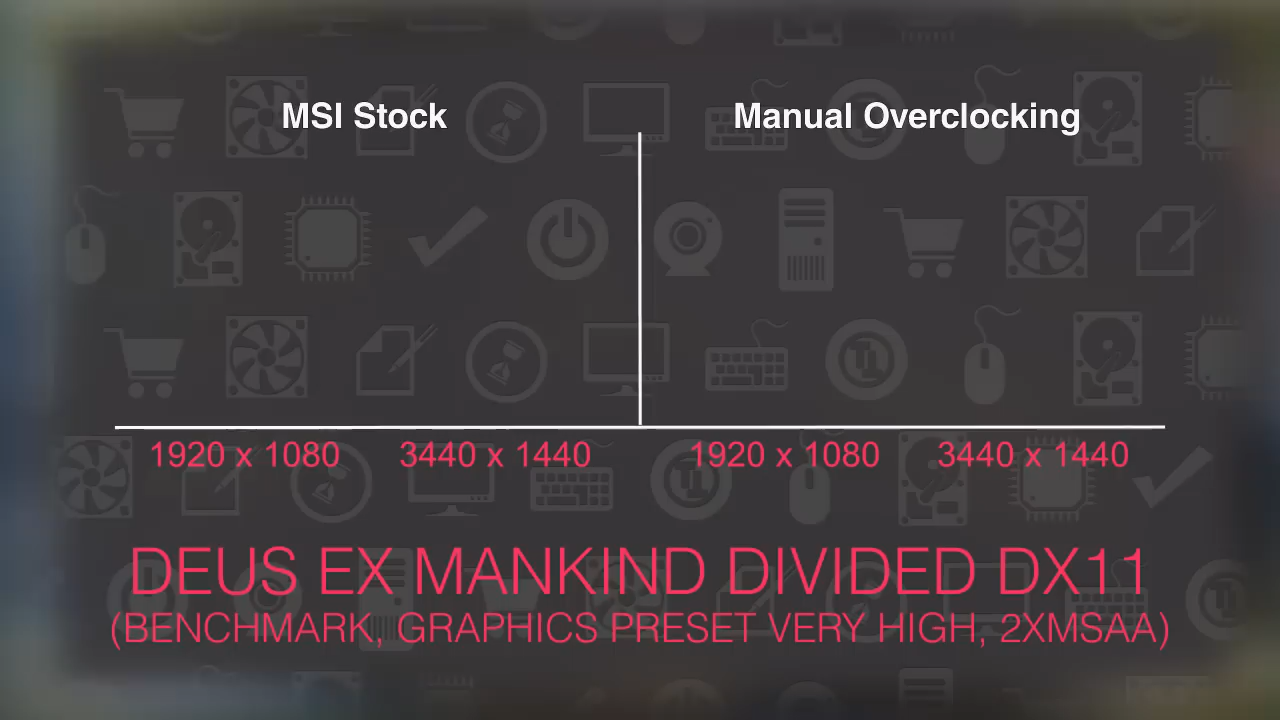 MSI Stock
Manual Overclocking
1920 x 1080
3440 x 1440
1920 x 1080
3440 x 1440
DEUS EX MANKIND DIVIDED DX11
(BENCHMARK, GRAPHICS PRESET VERY HIGH, 2XMSAA)